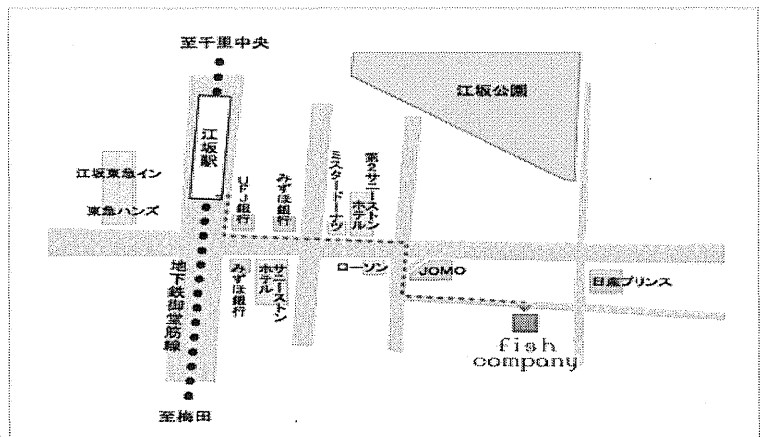 至千里中央
江坂公園
江坂駅
江坂東急イン
東急ハンズ
UFJ銀行
みずほ銀行
ミスタードーナツ
第2サニーストン
ホテル
地下鉄御堂筋線
みずほ銀行
サニーストン
ホテル
ローソン
JOMO
日産プリンス
fish
company
至梅田